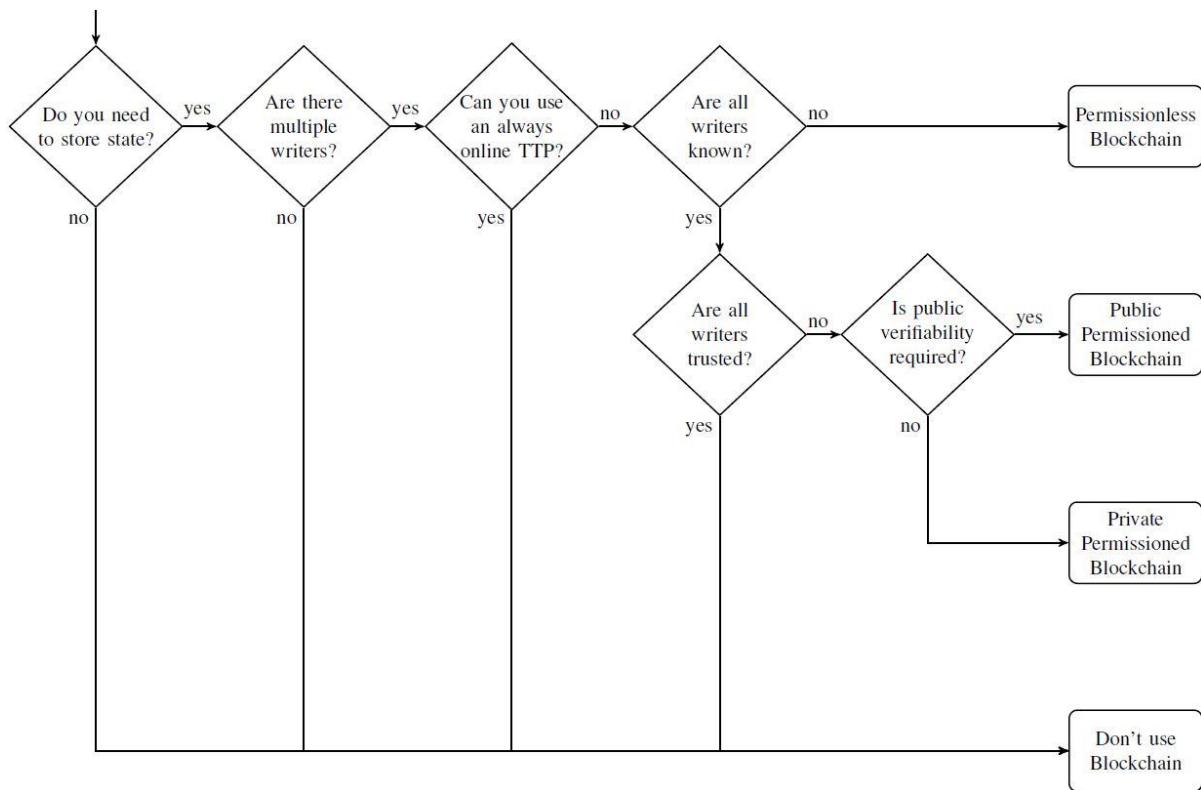 Do you need
to store state?
yes
no
Are there
multiple
writers?
yes
no
Can you use
an always
online TTP?
no
yes
Are all
writers
known?
no
yes
Permissionless
Blockchain
Are all
writers
trusted?
no
yes
Is public
verifiability
required?
yes
no
Public
Permissioned
Blockchain
Private
Permissioned
Blockchain
Don't use
Blockchain